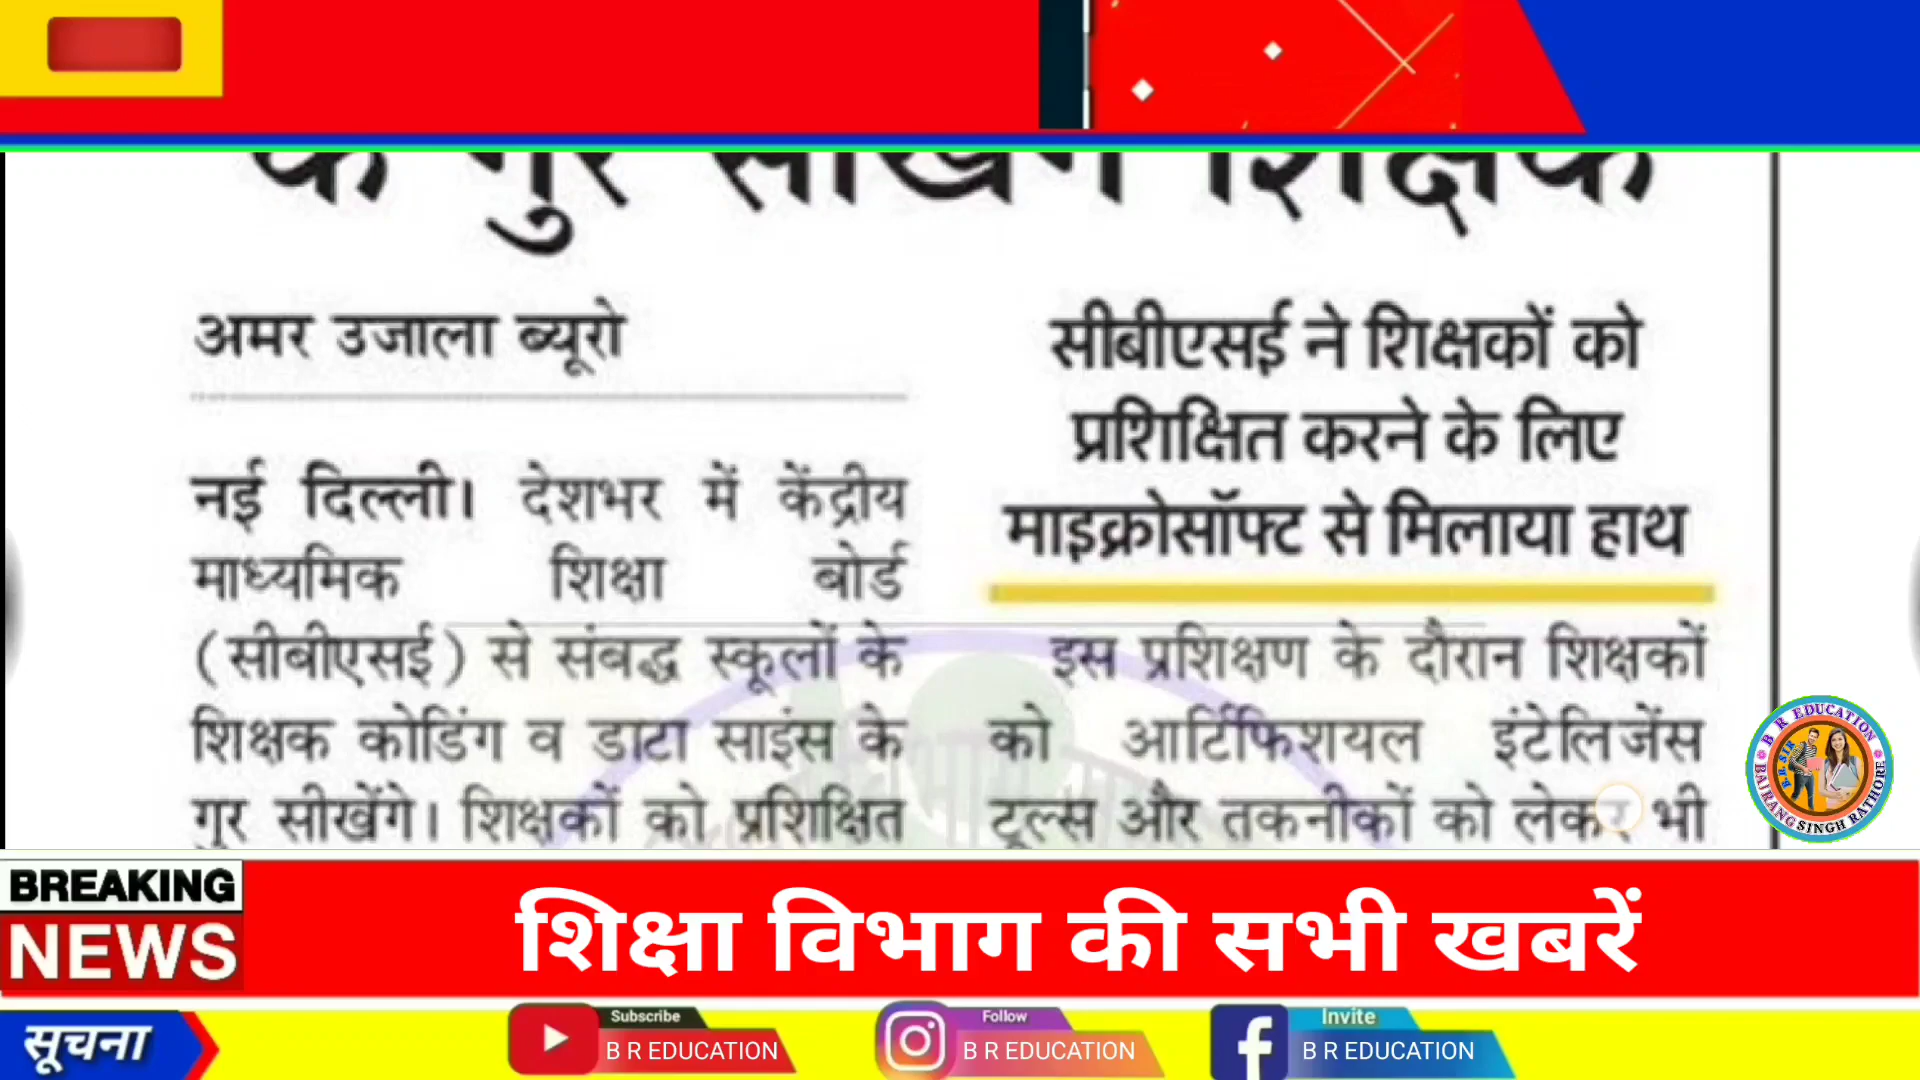 के गुर सीखेंगे शिक्षक
अमर उजाला ब्यूरो
नई दिल्ली। देशभर में केंद्रीय
माध्यमिक शिक्षा बोर्ड
(सीबीएसई) से संबद्ध स्कूलों के
शिक्षक कोडिंग व डाटा साइंस के
गुर सीखेंगे। शिक्षकों को प्रशिक्षित
सीबीएसई ने शिक्षकों को
प्रशिक्षित करने के लिए
माइक्रोसॉफ्ट से मिलाया हाथ
इस प्रशिक्षण के दौरान शिक्षकों
को आर्टिफिशयल इंटेलिजेंस
टूल्स और तकनीकों को लेकर भी
B R EDUCATION
BAJRANG SINGH RATHORE
BREAKING
NEWS
शिक्षा विभाग की सभी खबरें
सूचना
Subscribe
B R EDUCATION
Follow
B R EDUCATION
Invite
B R EDUCATION